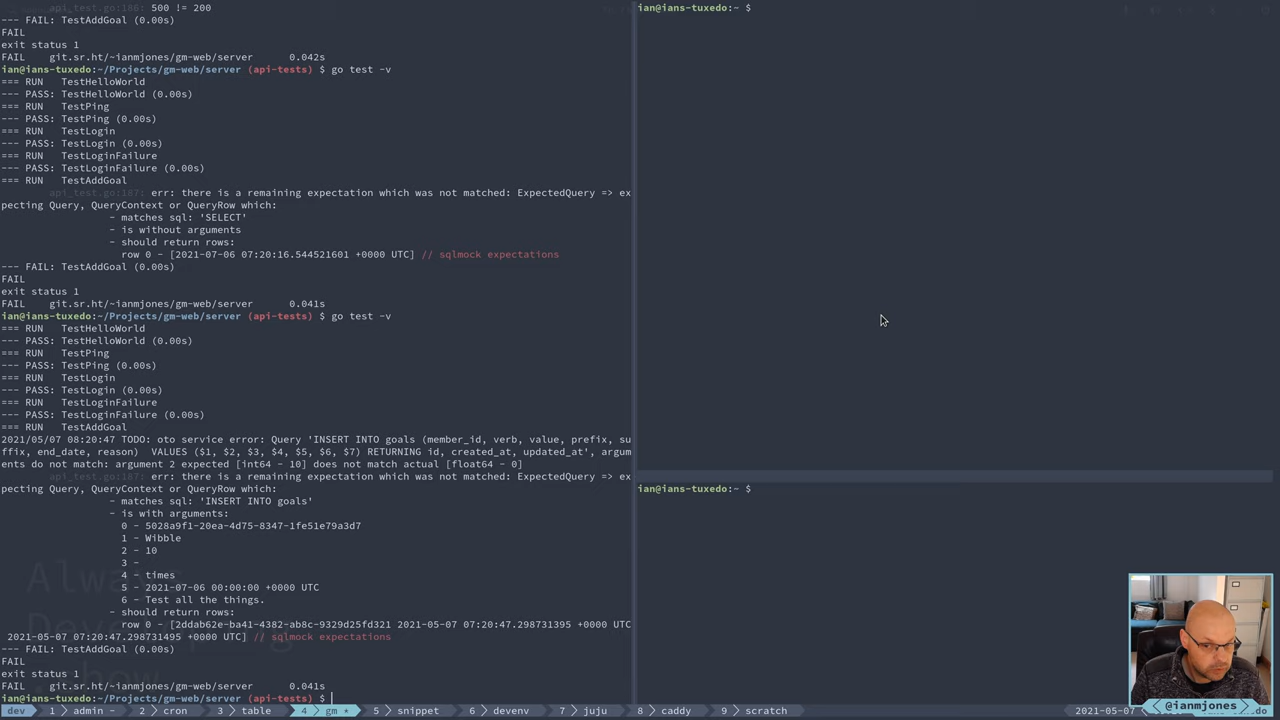 api_test.go:186: 500 != 200
--- FAIL: TestAddGoal (0.00s)
FAIL
exit status 1
FAIL    git.sr.ht/~ianmjones/gm-web/server      0.042s
ian@ians-tuxedo:~/Projects/gm-web/server (api-tests) $ go test -v
=== RUN   TestHelloWorld
--- PASS: TestHelloWorld (0.00s)
=== RUN   TestPing
--- PASS: TestPing (0.00s)
=== RUN   TestLogin
--- PASS: TestLogin (0.00s)
=== RUN   TestLoginFailure
--- PASS: TestLoginFailure (0.00s)
=== RUN   TestAddGoal
api_test.go:187: err: there is a remaining expectation which was not matched: ExpectedQuery => ex
pecting Query, QueryContext or QueryRow which:
- matches sql: 'SELECT'
- is without arguments
- should return rows:
row 0 - [2021-07-06 07:20:16.544521601 +0000 UTC] // sqlmock expectations
--- FAIL: TestAddGoal (0.00s)
FAIL
exit status 1
FAIL    git.sr.ht/~ianmjones/gm-web/server      0.041s
ian@ians-tuxedo:~/Projects/gm-web/server (api-tests) $ go test -v
=== RUN   TestHelloWorld
--- PASS: TestHelloWorld (0.00s)
=== RUN   TestPing
--- PASS: TestPing (0.00s)
=== RUN   TestLogin
--- PASS: TestLogin (0.00s)
=== RUN   TestLoginFailure
--- PASS: TestLoginFailure (0.00s)
=== RUN   TestAddGoal
2021/05/07 08:20:47 TODO: oto service error: Query 'INSERT INTO goals (member_id, verb, value, prefix, su
ffix, end_date, reason)  VALUES ($1, $2, $3, $4, $5, $6, $7) RETURNING id, created_at, updated_at', argum
ents do not match: argument 2 expected [int64 - 10] does not match actual [float64 - 0]
api_test.go:187: err: there is a remaining expectation which was not matched: ExpectedQuery => ex
pecting Query, QueryContext or QueryRow which:
- matches sql: 'INSERT INTO goals'
- is with arguments:
0 - 5028a9f1-20ea-4d75-8347-1fe51e79a3d7
1 - Wibble
2 - 10
3 -
4 - times
5 - 2021-07-06 00:00:00 +0000 UTC
6 - Test all the things.
- should return rows:
row 0 - [2ddab62e-ba41-4382-ab8c-9329d25fd321 2021-05-07 07:20:47.298731395 +0000 UTC
2021-05-07 07:20:47.298731495 +0000 UTC] // sqlmock expectations
--- FAIL: TestAddGoal (0.00s)
FAIL
exit status 1
FAIL    git.sr.ht/~ianmjones/gm-web/server      0.041s
ian@ians-tuxedo:~/Projects/gm-web/server (api-tests) $
ian@ians-tuxedo:~ $
ian@ians-tuxedo:~ $
dev 1 admin - 2 cron 3 table 4 gm * 5 snippet 6 devenv 7 juju 8 caddy 9 scratch 2021-05-07
@ianmjones